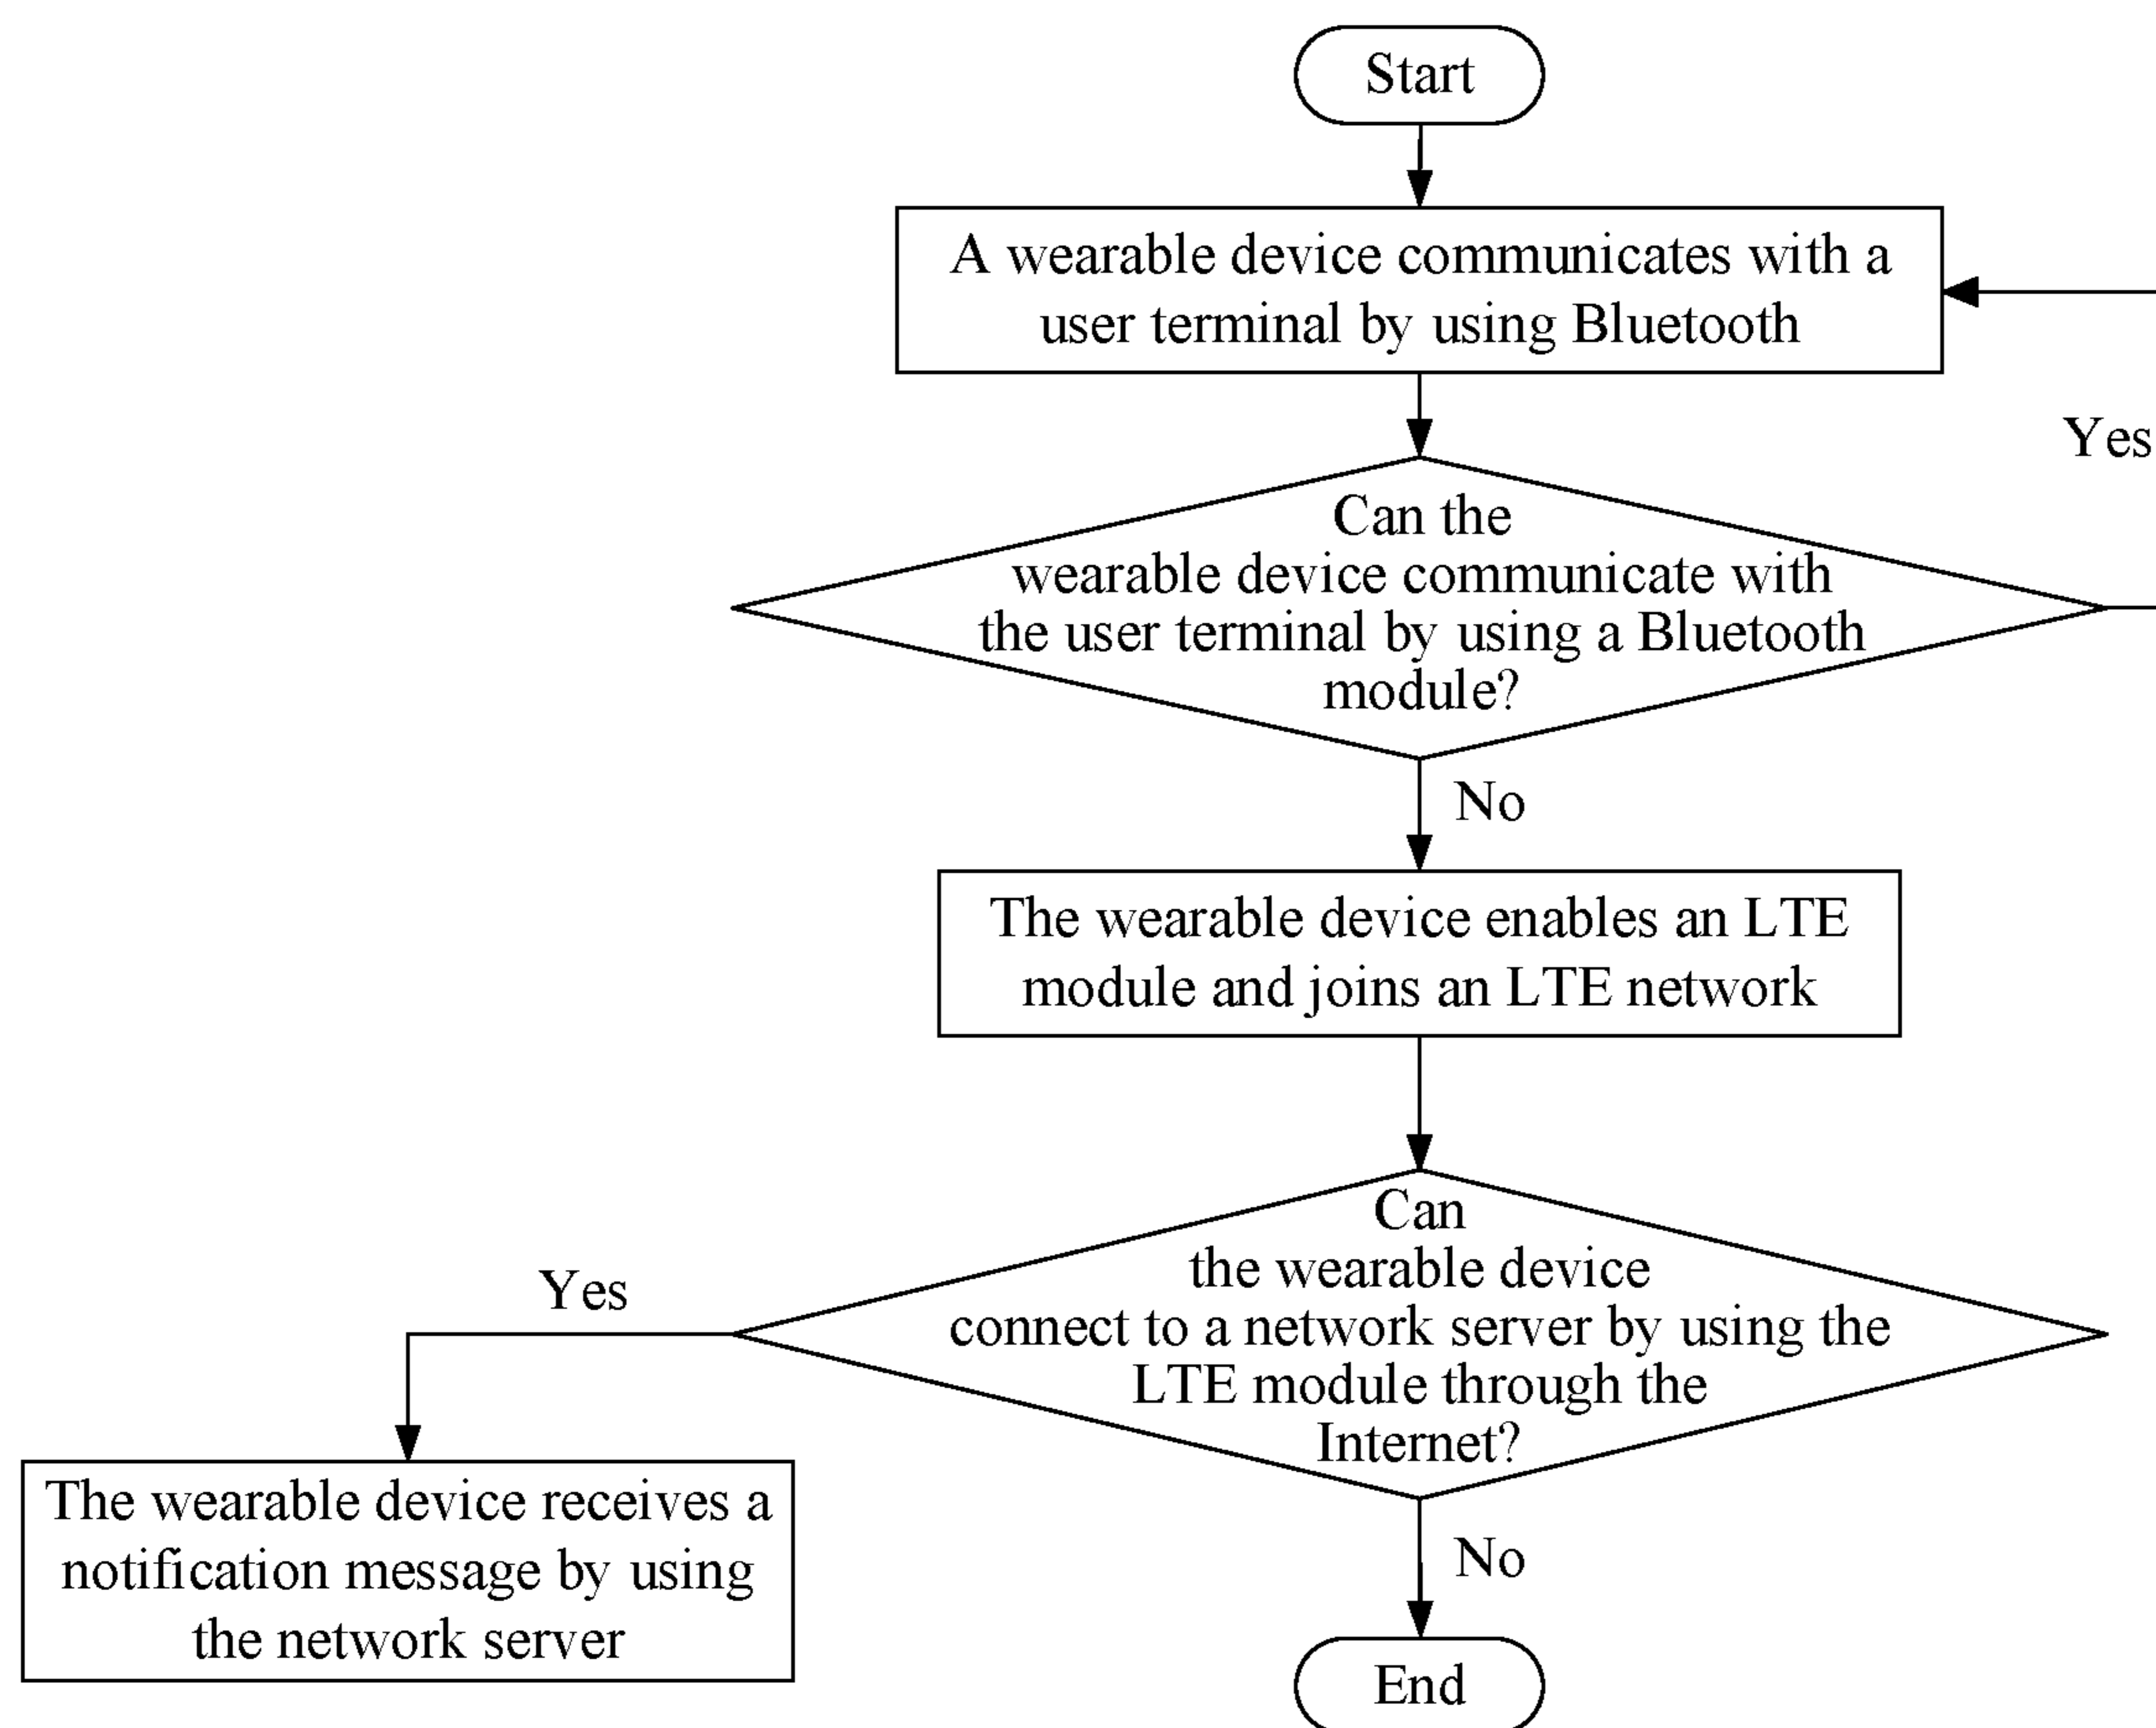 Start
A wearable device communicates with a
user terminal by using Bluetooth
Yes
Can the
wearable device communicate with
the user terminal by using a Bluetooth
module?
No
The wearable device enables an LTE
module and joins an LTE network
Can
the wearable device
connect to a network server by using the
LTE module through the
Internet?
Yes
The wearable device receives a
notification message by using
the network server
No
End